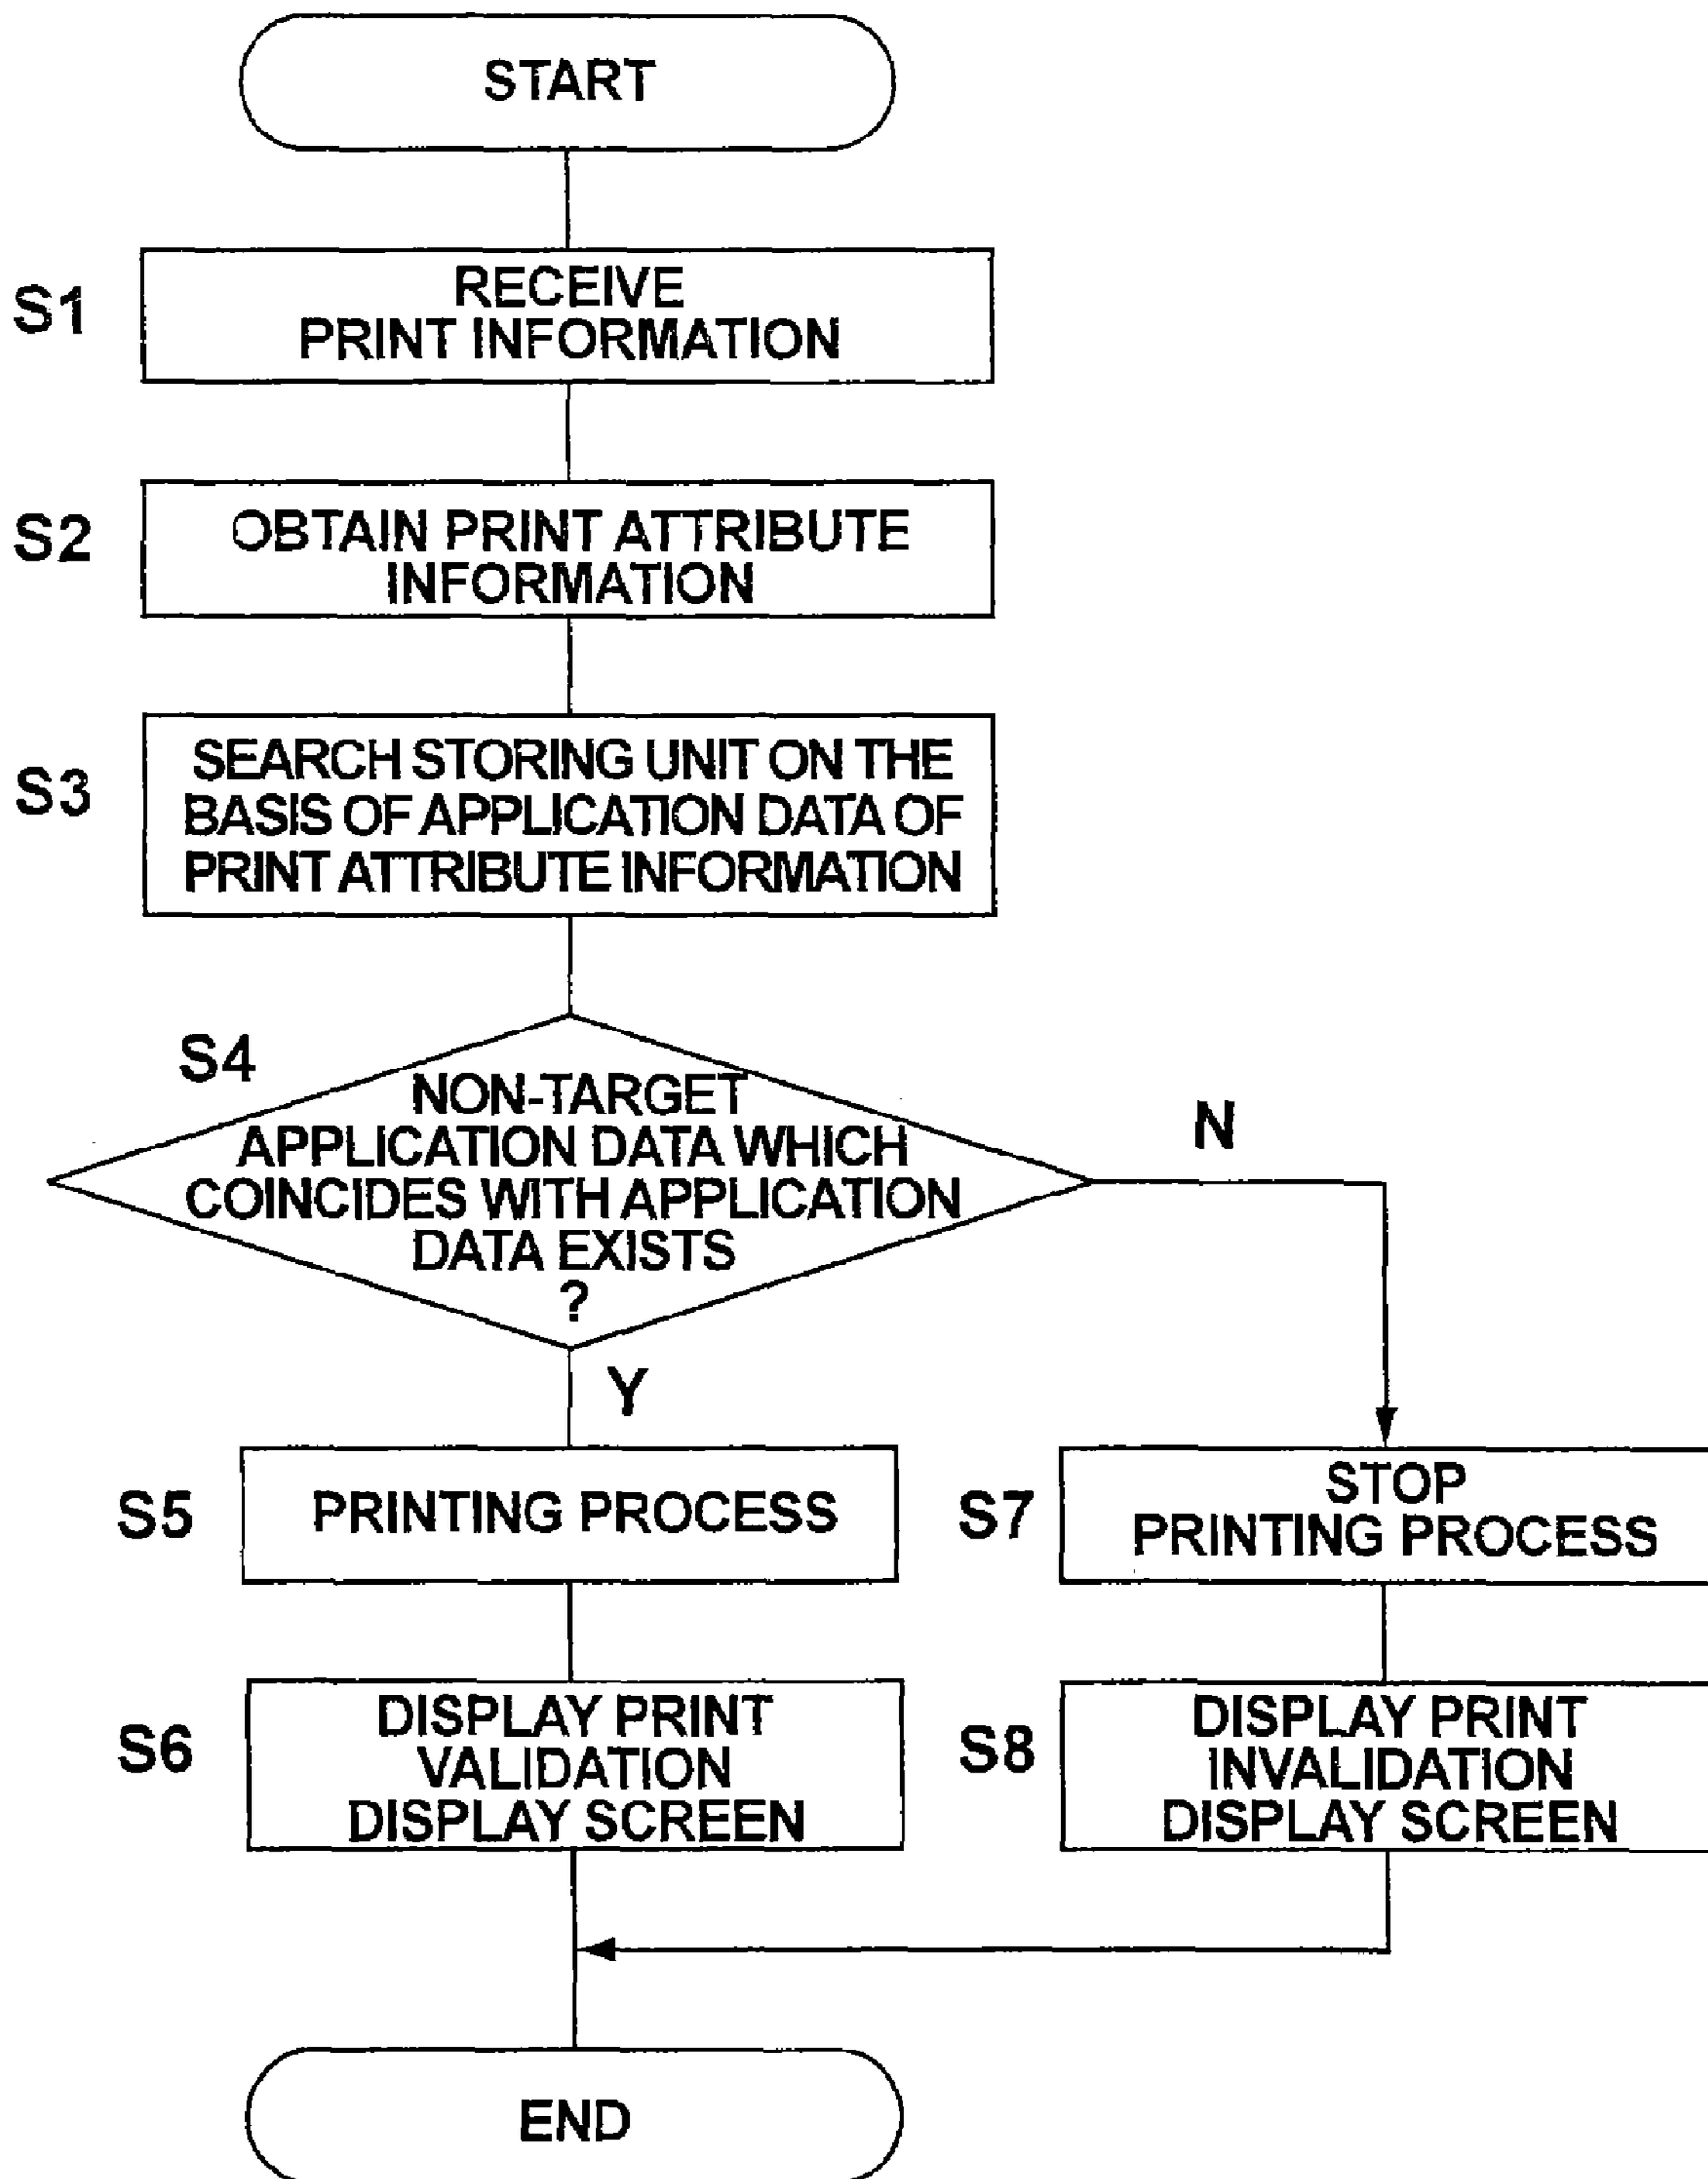 START
S1
RECEIVE
PRINT INFORMATION
S2
OBTAIN PRINT ATTRIBUTE
INFORMATION
S3
SEARCH STORING UNIT ON THE
BASIS OF APPLICATION DATA OF
PRINT ATTRIBUTE INFORMATION
S4
NON-TARGET
APPLICATION DATA WHICH
COINCIDES WITH APPLICATION
DATA EXISTS
?
N
Y
S5
PRINTING PROCESS
S7
STOP
PRINTING PROCESS
S6
DISPLAY PRINT
VALIDATION
DISPLAY SCREEN
S8
DISPLAY PRINT
INVALIDATION
DISPLAY SCREEN
END